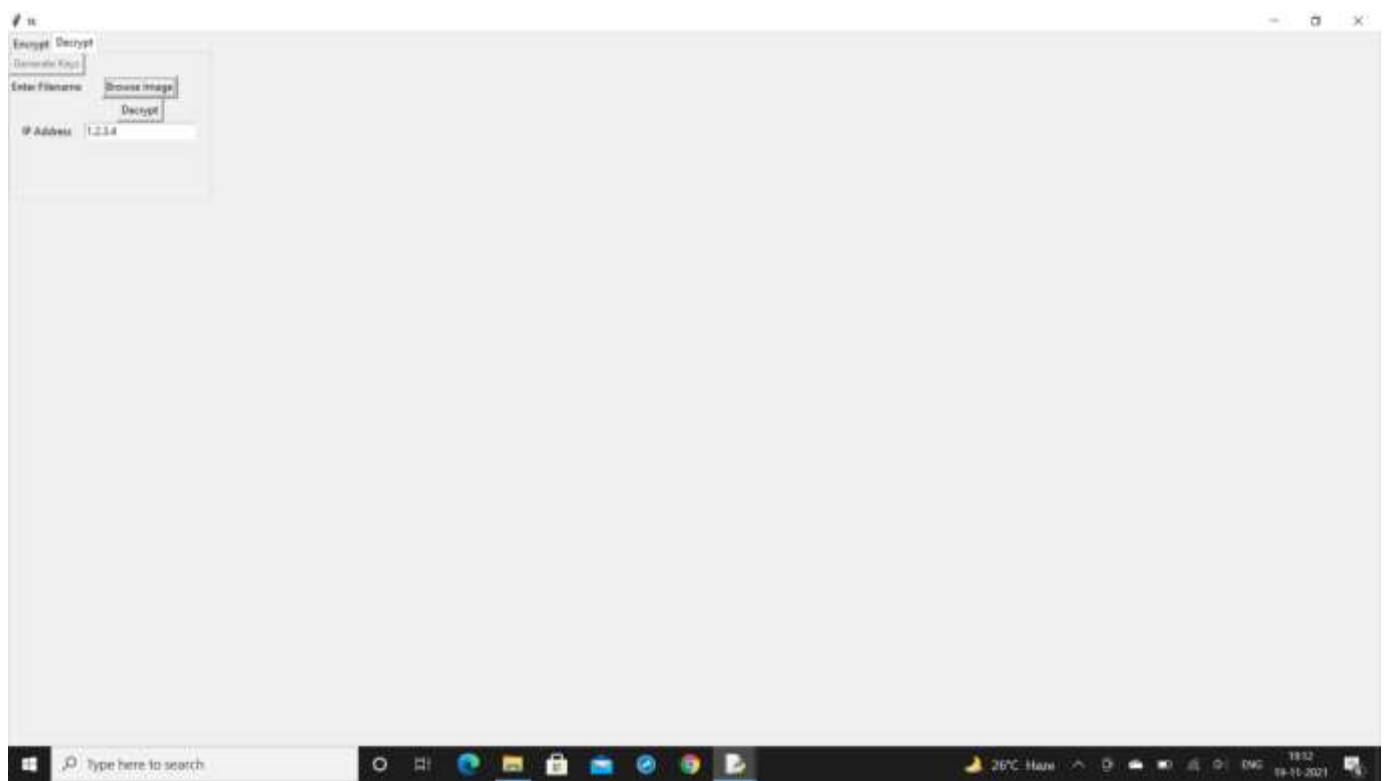 tk
Encrypt Decrypt
Generate Keys
Enter Filename Browse Image
Decrypt
IP Address 1.2.3.4
Type here to search
26°C Haze ENG
19:12
19-11-2021